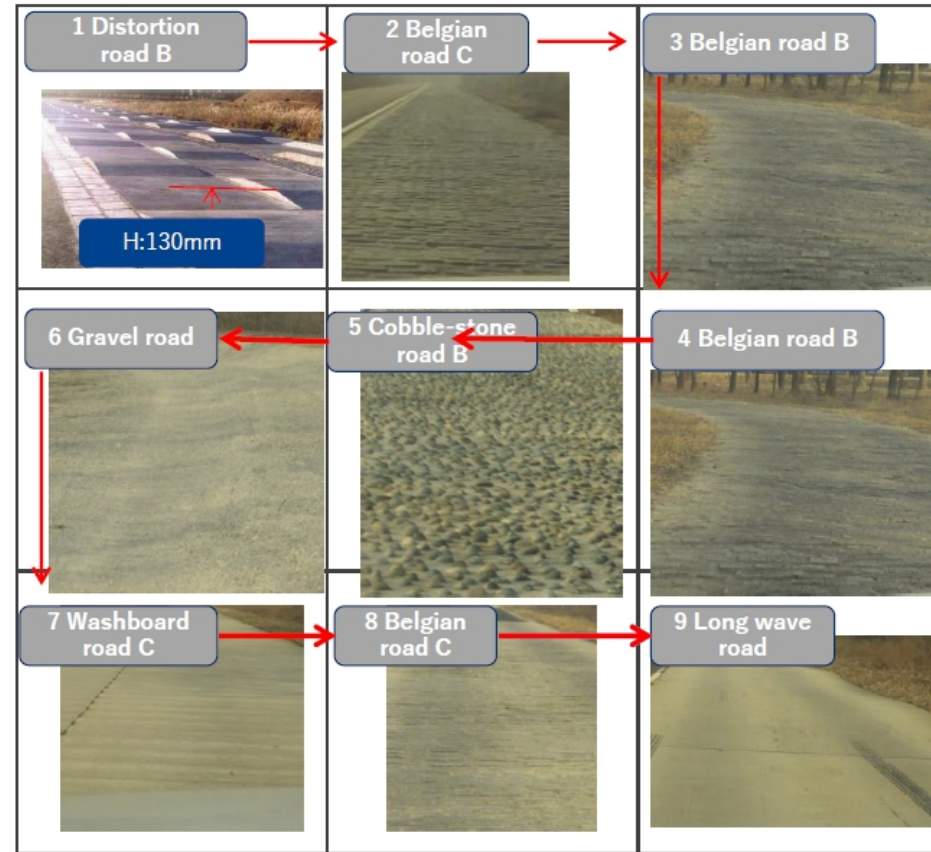 1 Distortion
road B
2 Belgian
road C
3 Belgian road B
H:130mm
6 Gravel road
5 Cobble-stone
road B
4 Belgian road B
7 Washboard
road C
8 Belgian
road C
9 Long wave
road